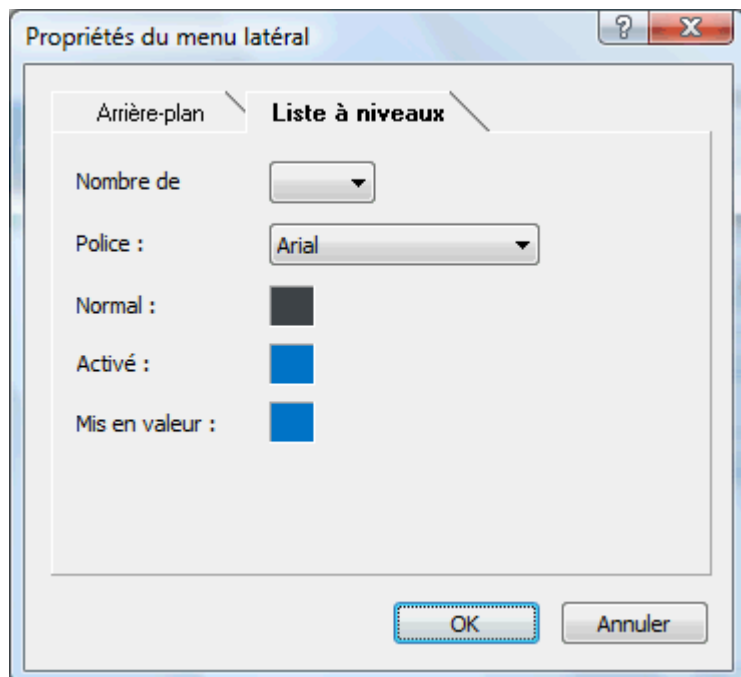 Propriétés du menu latéral
?
X
Arrière-plan
Liste à niveaux
Nombre de
Police :
Arial
Normal :
Activé :
Mis en valeur :
OK
Annuler